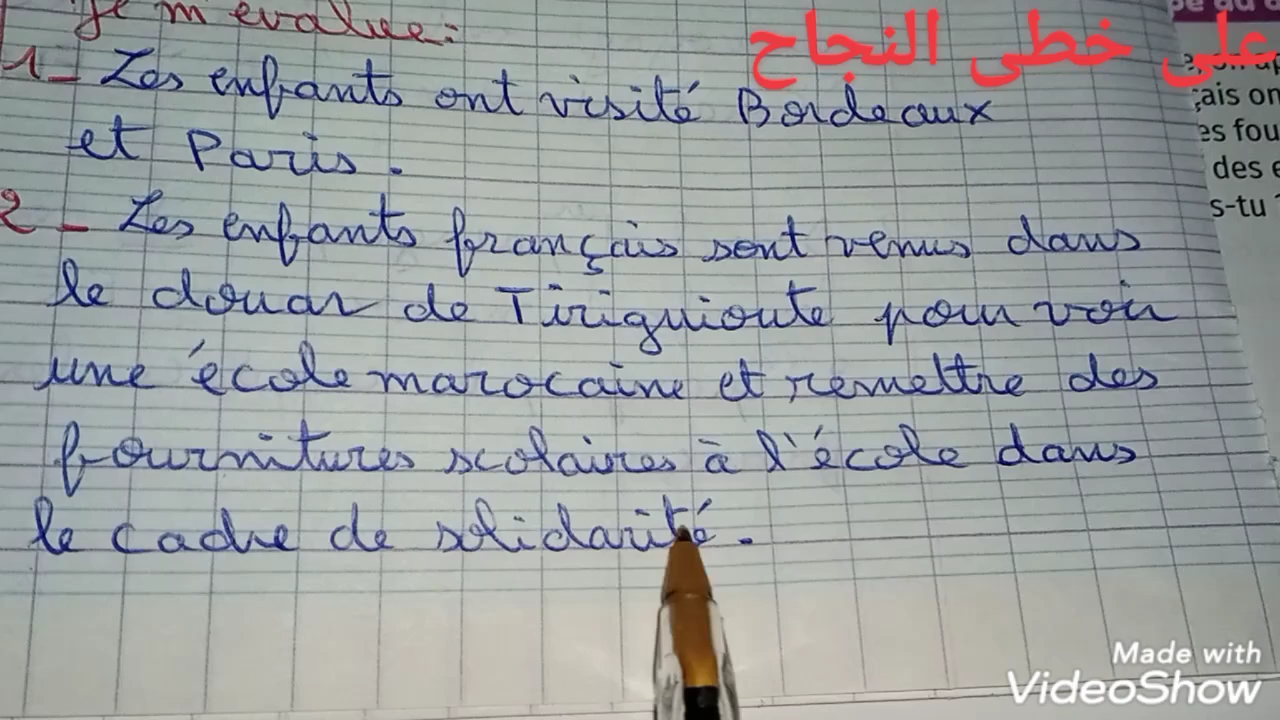 Je m'évalue:
على خطى النجاح
1- Les enfants ont visité Bordeaux
et Paris.
2- Les enfants français sont venus dans
le douar de Tiriguioute pour voir
une école marocaine et remettre des
fournitures scolaires à l'école dans
le cadre de solidarité.
ais on
es fou
des e
s-tu ?
Made with
VideoShow